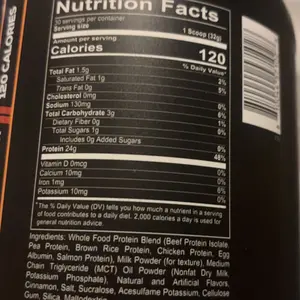 Nutrition Facts
30 servings per container
Serving size 1 Scoop (32g)
Amount per serving
Calories 120
% Daily Value*
Total Fat 1.5g 2%
Saturated Fat 1g 5%
Trans Fat 0g
Cholesterol 0mg
Sodium 130mg 6%
Total Carbohydrate 3g 1%
Dietary Fiber 0g 0%
Total Sugars 1g
Includes 0g Added Sugars
Protein 24g 48%
Vitamin D 0mcg
Calcium 10mg
Iron 1mg
Potassium 10mg
* The % Daily Value (DV) tells you how much a nutrient in a serving
of food contributes to a daily diet. 2,000 calories a day is used for
general nutrition advice.
Ingredients: Whole Food Protein Blend (Beef Protein Isolate,
Pea Protein, Brown Rice Protein, Chicken Protein, Egg
Albumin, Salmon Protein), Milk Powder (for texture), Medium
Chain Triglyceride (MCT) Oil Powder (Nonfat Dry Milk,
Potassium Phosphate), Natural and Artificial Flavors,
Cinnamon, Salt, Sucralose, Acesulfame Potassium, Cellulose
Gum, Silica, Maltodextrin
120 CALORIES